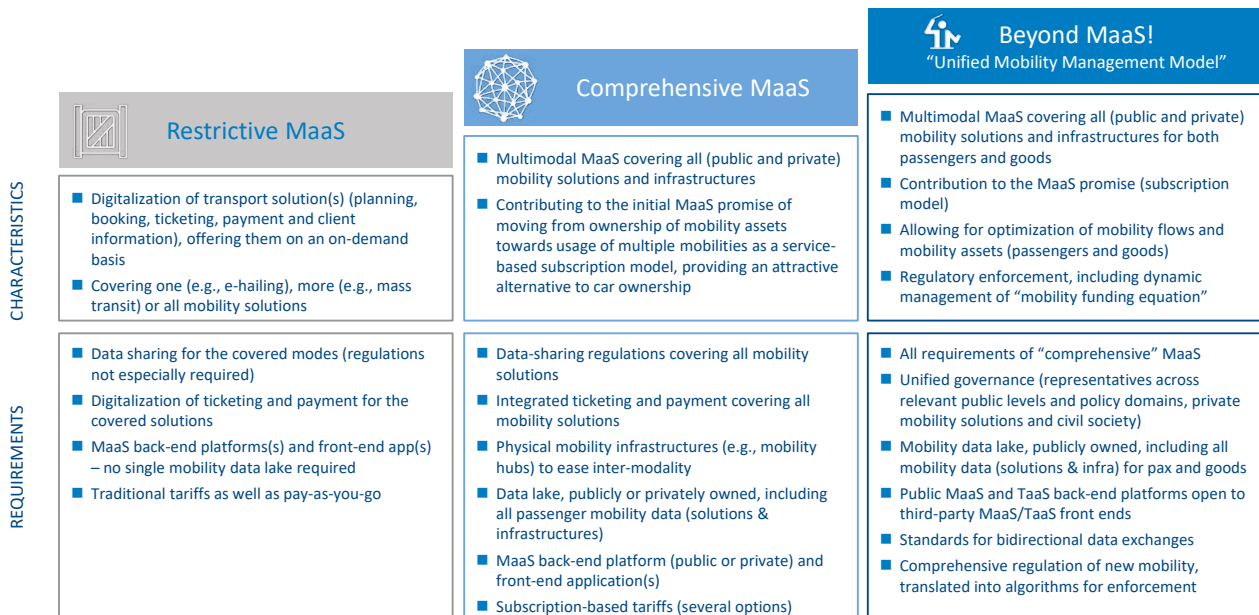 Beyond MaaS!
“Unified Mobility Management Model”
Comprehensive MaaS
Restrictive MaaS
CHARACTERISTICS
Digitalization of transport solution(s) (planning,
booking, ticketing, payment and client
information), offering them on an on-demand
basis
Covering one (e.g., e-hailing), more (e.g., mass
transit) or all mobility solutions
Multimodal MaaS covering all (public and private)
mobility solutions and infrastructures
Contributing to the initial MaaS promise of
moving from ownership of mobility assets
towards usage of multiple mobilities as a service-
based subscription model, providing an attractive
alternative to car ownership
Multimodal MaaS covering all (public and private)
mobility solutions and infrastructures for both
passengers and goods
Contribution to the MaaS promise (subscription
model)
Allowing for optimization of mobility flows and
mobility assets (passengers and goods)
Regulatory enforcement, including dynamic
management of “mobility funding equation”
REQUIREMENTS
Data sharing for the covered modes (regulations
not especially required)
Digitalization of ticketing and payment for the
covered solutions
MaaS back-end platforms(s) and front-end app(s)
– no single mobility data lake required
Traditional tariffs as well as pay-as-you-go
Data-sharing regulations covering all mobility
solutions
Integrated ticketing and payment covering all
mobility solutions
Physical mobility infrastructures (e.g., mobility
hubs) to ease inter-modality
Data lake, publicly or privately owned, including
all passenger mobility data (solutions &
infrastructures)
MaaS back-end platform (public or private) and
front-end application(s)
Subscription-based tariffs (several options)
All requirements of “comprehensive” MaaS
Unified governance (representatives across
relevant public levels and policy domains, private
mobility solutions and civil society)
Mobility data lake, publicly owned, including all
mobility data (solutions & infra) for pax and goods
Public MaaS and TaaS back-end platforms open to
third-party MaaS/TaaS front ends
Standards for bidirectional data exchanges
Comprehensive regulation of new mobility,
translated into algorithms for enforcement